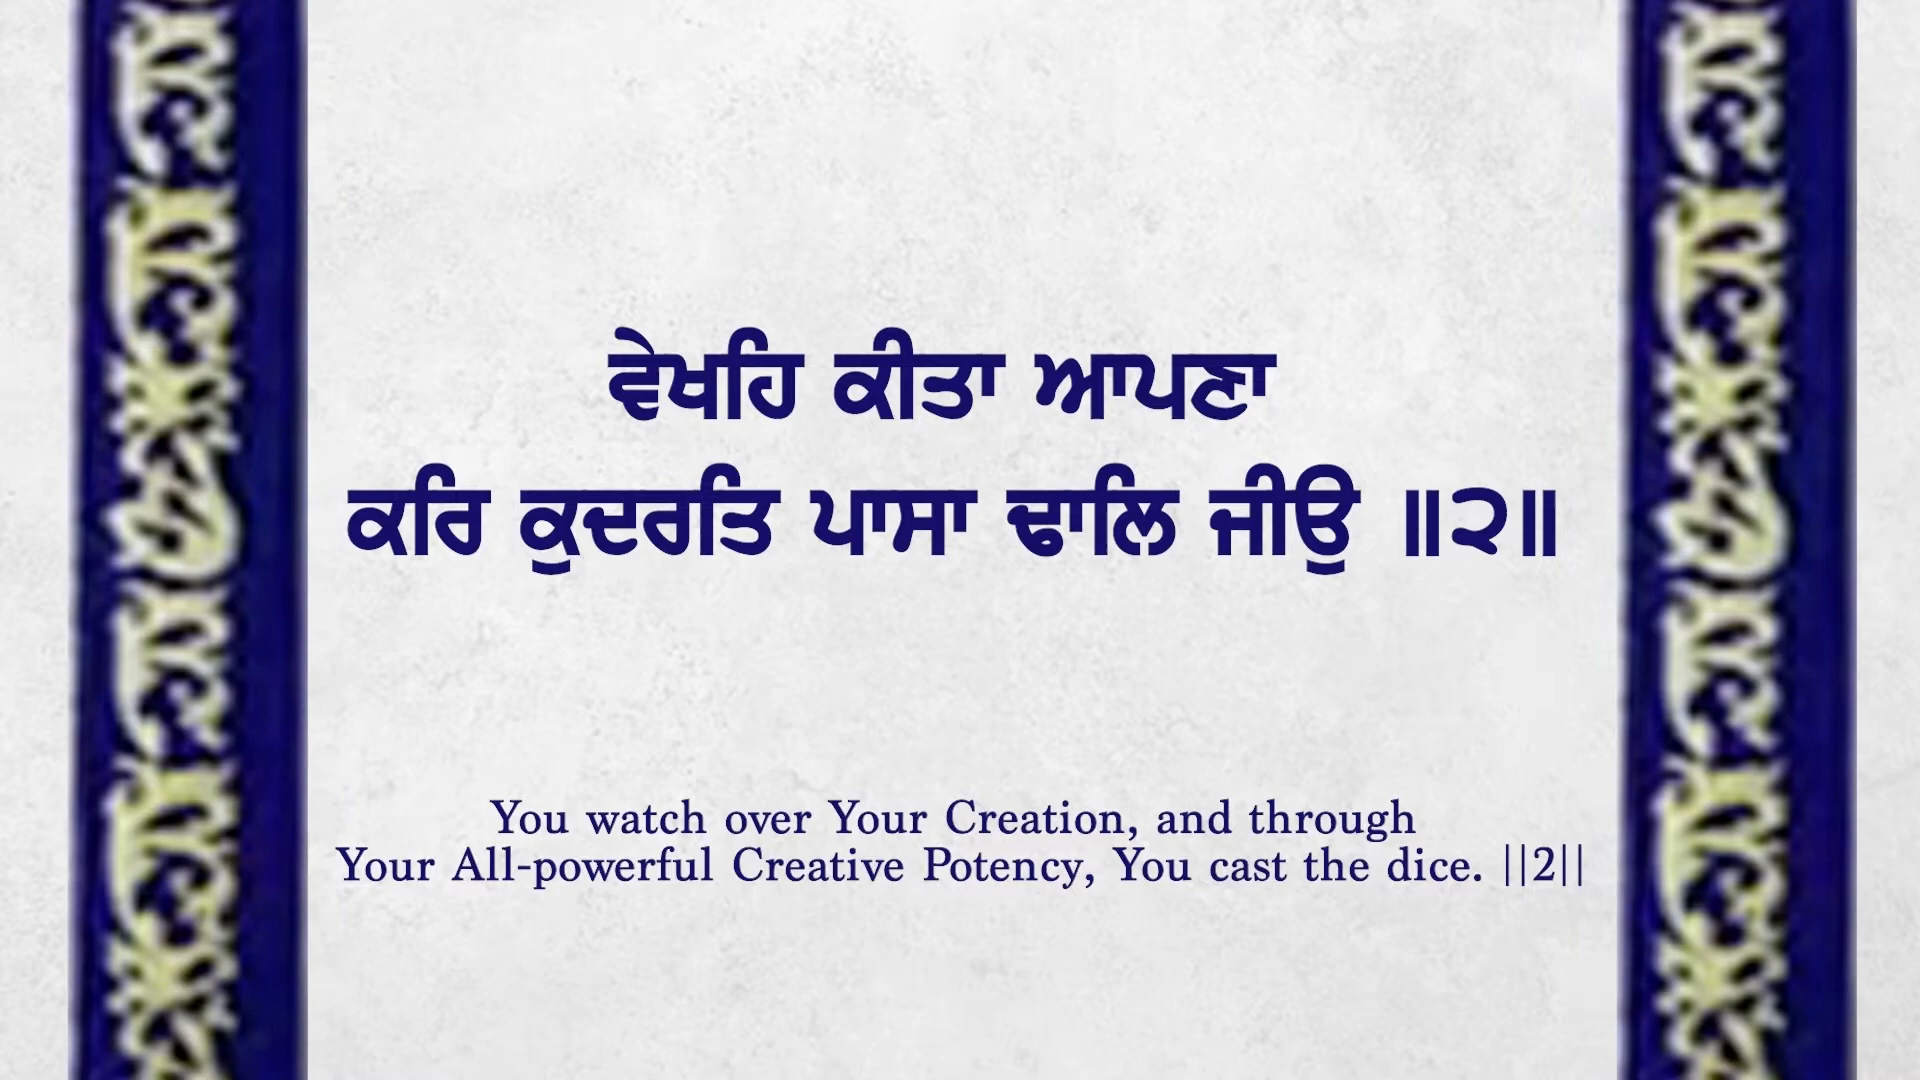 ਵੇਖਹਿ ਕੀਤਾ ਆਪਣਾ
ਕਰਿ ਕੁਦਰਤਿ ਪਾਸਾ ਢਾਲਿ ਜੀਉ ॥੨॥
You watch over Your Creation, and through
Your All-powerful Creative Potency, You cast the dice. ||2||